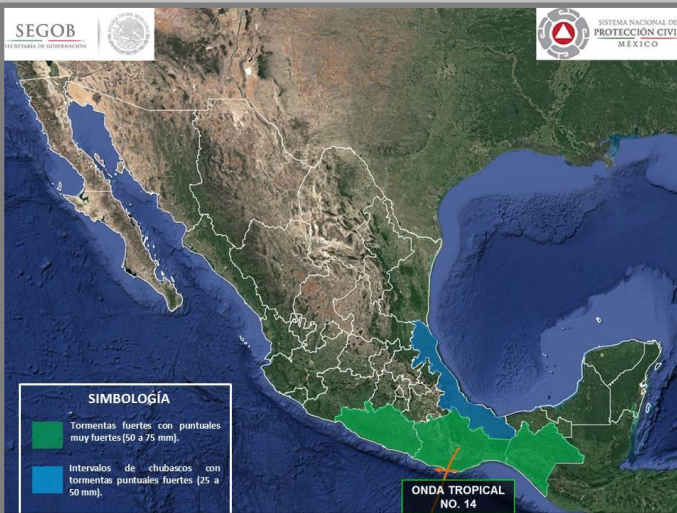 SEGOB
SECRETARÍA DE GOBERNACIÓN
SISTEMA NACIONAL DE
PROTECCIÓN CIVI
MÉXICO
SIMBOLOGÍA
Tormentas fuertes con puntuales
muy fuertes (50 a 75 mm).
Intervalos de chubascos con
tormentas puntuales fuertes (25 a
50 mm).
ONDA TROPICAL
NO. 14